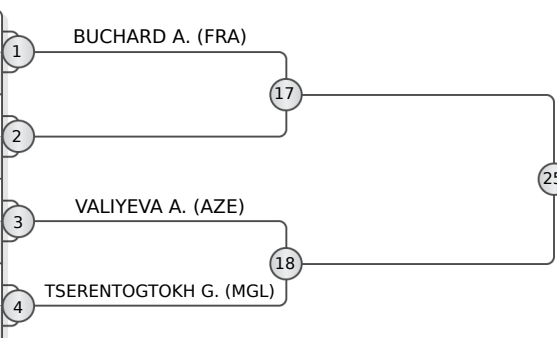 BUCHARD A. (FRA)
1
17
2
25
VALIYEVA A. (AZE)
3
18
TSERENTOGTOKH G. (MGL)
4